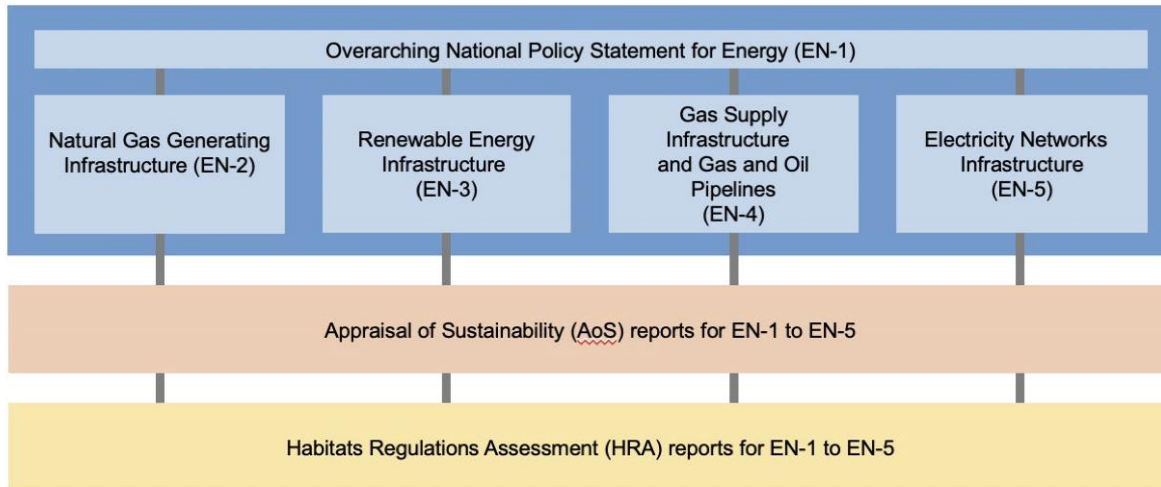 Overarching National Policy Statement for Energy (EN-1)
Natural Gas Generating
Infrastructure (EN-2)
Renewable Energy
Infrastructure
(EN-3)
Gas Supply
Infrastructure
and Gas and Oil
Pipelines
(EN-4)
Electricity Networks
Infrastructure
(EN-5)
Appraisal of Sustainability (AoS) reports for EN-1 to EN-5
Habitats Regulations Assessment (HRA) reports for EN-1 to EN-5